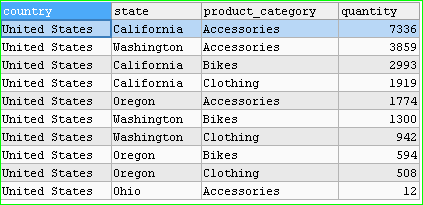 country state product_category quantity
United States California Accessories 7336
United States Washington Accessories 3859
United States California Bikes 2993
United States California Clothing 1919
United States Oregon Accessories 1774
United States Washington Bikes 1300
United States Washington Clothing 942
United States Oregon Bikes 594
United States Oregon Clothing 508
United States Ohio Accessories 12